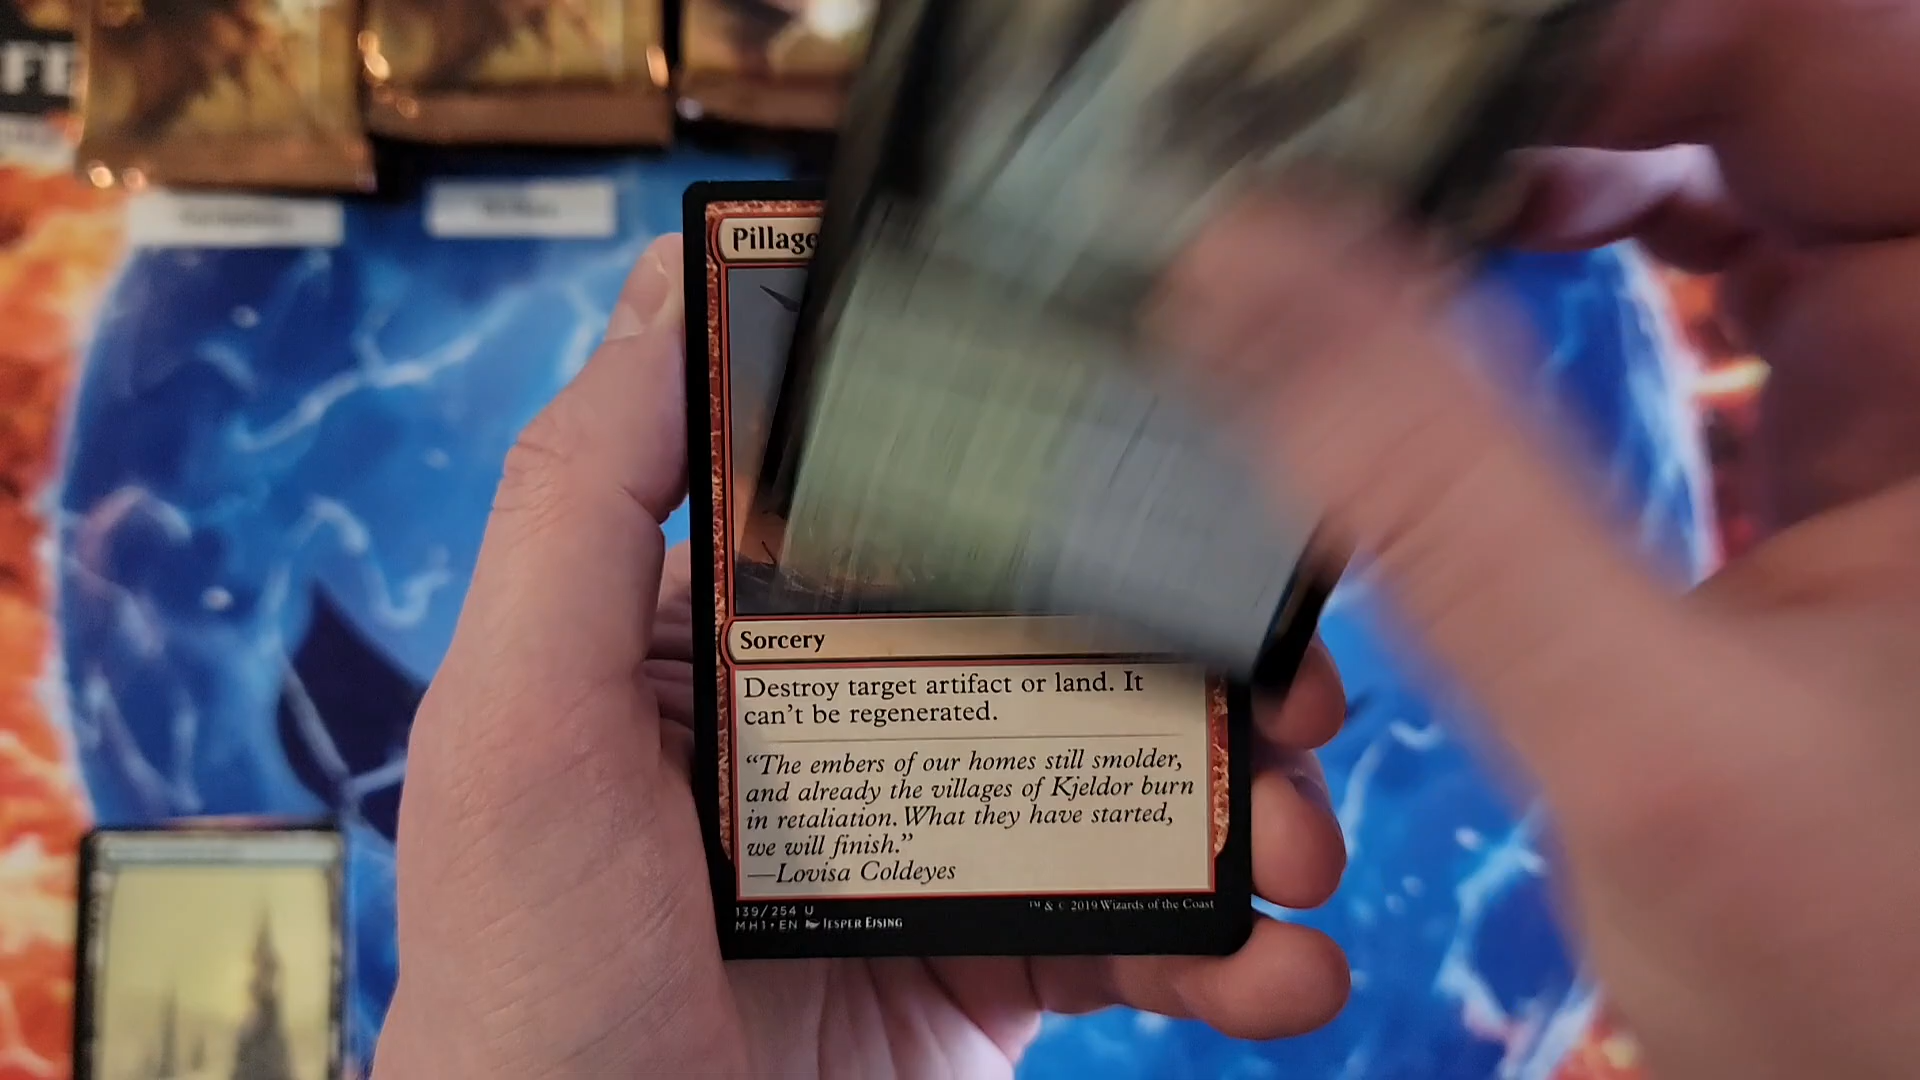 FE
Pillage
Sorcery
Destroy target artifact or land. It
can't be regenerated.
"The embers of our homes still smolder,
and already the villages of Kjeldor burn
in retaliation. What they have started,
we will finish."
—Lovisa Coldeyes
139/254 U
MH1 • EN JESPER EJSING
™ & © 2019 Wizards of the Coast